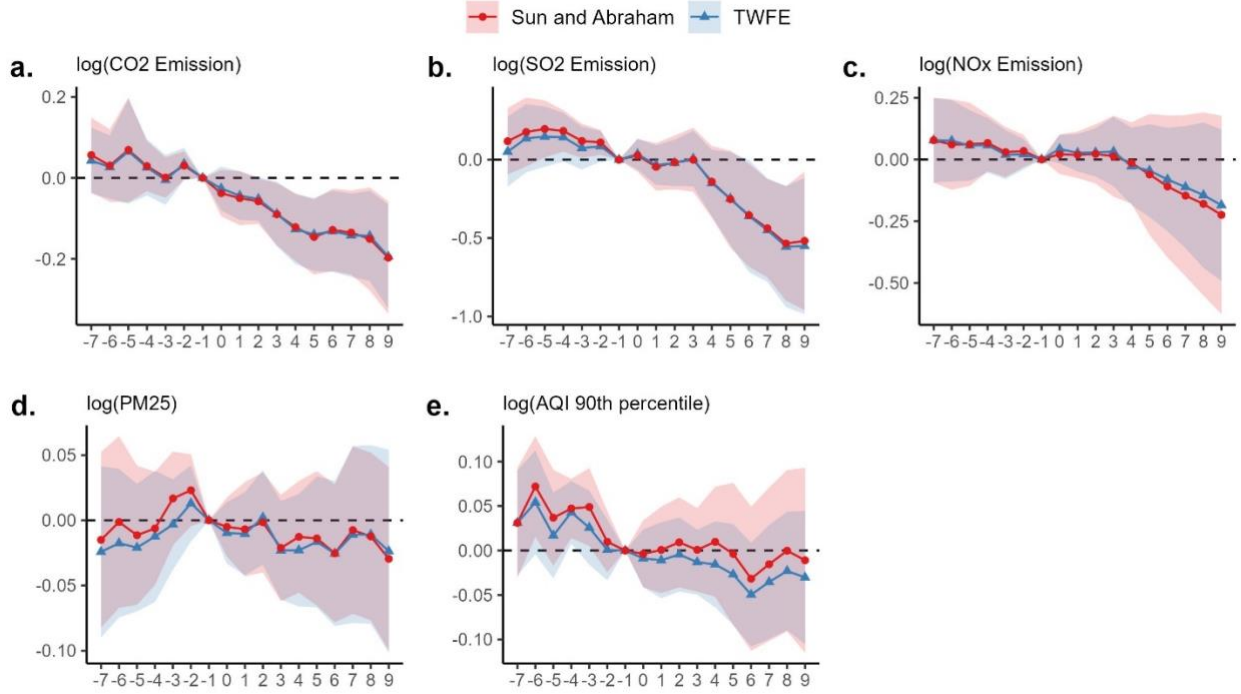 Sun and Abraham TWFE
a. log(CO2 Emission)
0.2
0.0
-0.2
-7 -6 -5 -4 -3 -2 -1 0 1 2 3 4 5 6 7 8 9
b. log(SO2 Emission)
0.0
-0.5
-1.0
-7 -6 -5 -4 -3 -2 -1 0 1 2 3 4 5 6 7 8 9
c. log(NOx Emission)
0.25
0.00
-0.25
-0.50
-7 -6 -5 -4 -3 -2 -1 0 1 2 3 4 5 6 7 8 9
d. log(PM25)
0.05
0.00
-0.05
-0.10
-7 -6 -5 -4 -3 -2 -1 0 1 2 3 4 5 6 7 8 9
e. log(AQI 90th percentile)
0.10
0.05
0.00
-0.05
-0.10
-7 -6 -5 -4 -3 -2 -1 0 1 2 3 4 5 6 7 8 9